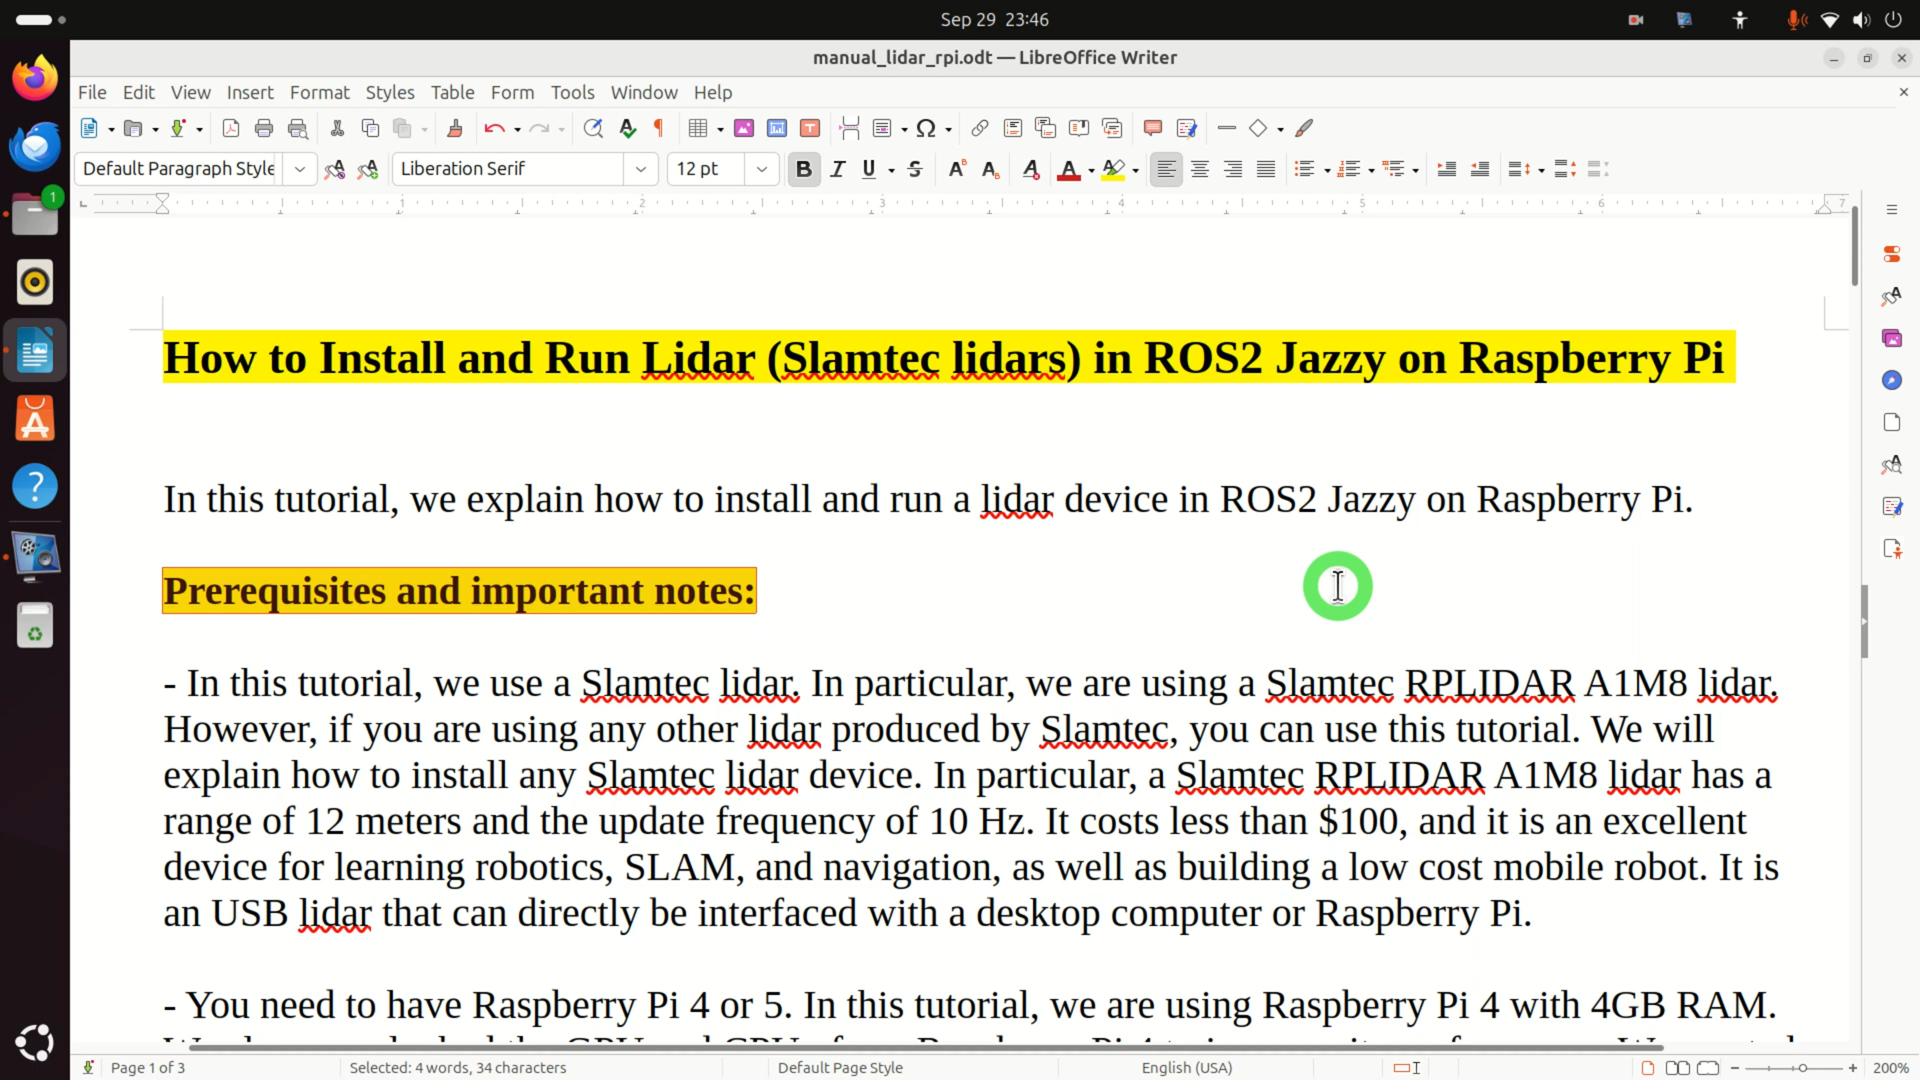 Sep 29 23:46
manual_lidar_rpi.odt — LibreOffice Writer
File Edit View Insert Format Styles Table Form Tools Window Help
Default Paragraph Style Liberation Serif 12 pt
1 2 3 4 5 6 7
How to Install and Run Lidar (Slamtec lidars) in ROS2 Jazzy on Raspberry Pi
In this tutorial, we explain how to install and run a lidar device in ROS2 Jazzy on Raspberry Pi.
Prerequisites and important notes:
- In this tutorial, we use a Slamtec lidar. In particular, we are using a Slamtec RPLIDAR A1M8 lidar.
However, if you are using any other lidar produced by Slamtec, you can use this tutorial. We will
explain how to install any Slamtec lidar device. In particular, a Slamtec RPLIDAR A1M8 lidar has a
range of 12 meters and the update frequency of 10 Hz. It costs less than $100, and it is an excellent
device for learning robotics, SLAM, and navigation, as well as building a low cost mobile robot. It is
an USB lidar that can directly be interfaced with a desktop computer or Raspberry Pi.
- You need to have Raspberry Pi 4 or 5. In this tutorial, we are using Raspberry Pi 4 with 4GB RAM.
Page 1 of 3 Selected: 4 words, 34 characters Default Page Style English (USA) 200%